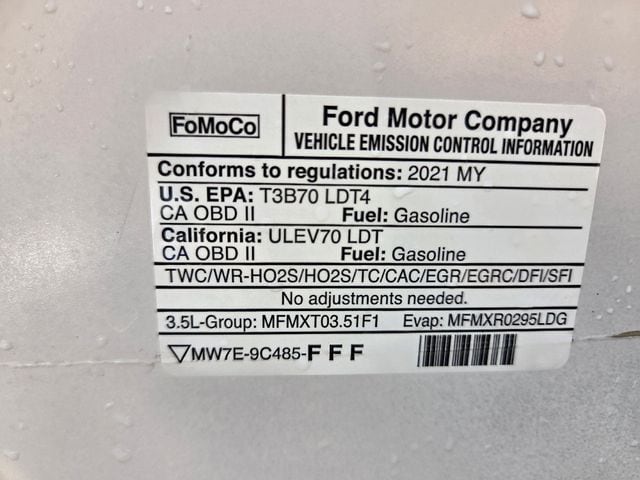 FoMoCo
Ford Motor Company
VEHICLE EMISSION CONTROL INFORMATION
Conforms to regulations: 2021 MY
U.S. EPA: T3B70 LDT4
CA OBD II Fuel: Gasoline
California: ULEV70 LDT
CA OBD II Fuel: Gasoline
TWC/WR-HO2S/HO2S/TC/CAC/EGR/EGRC/DFI/SFI
No adjustments needed.
3.5L-Group: MFMXT03.51F1 Evap: MFMXR0295LDG
▽MW7E-9C485-F F F